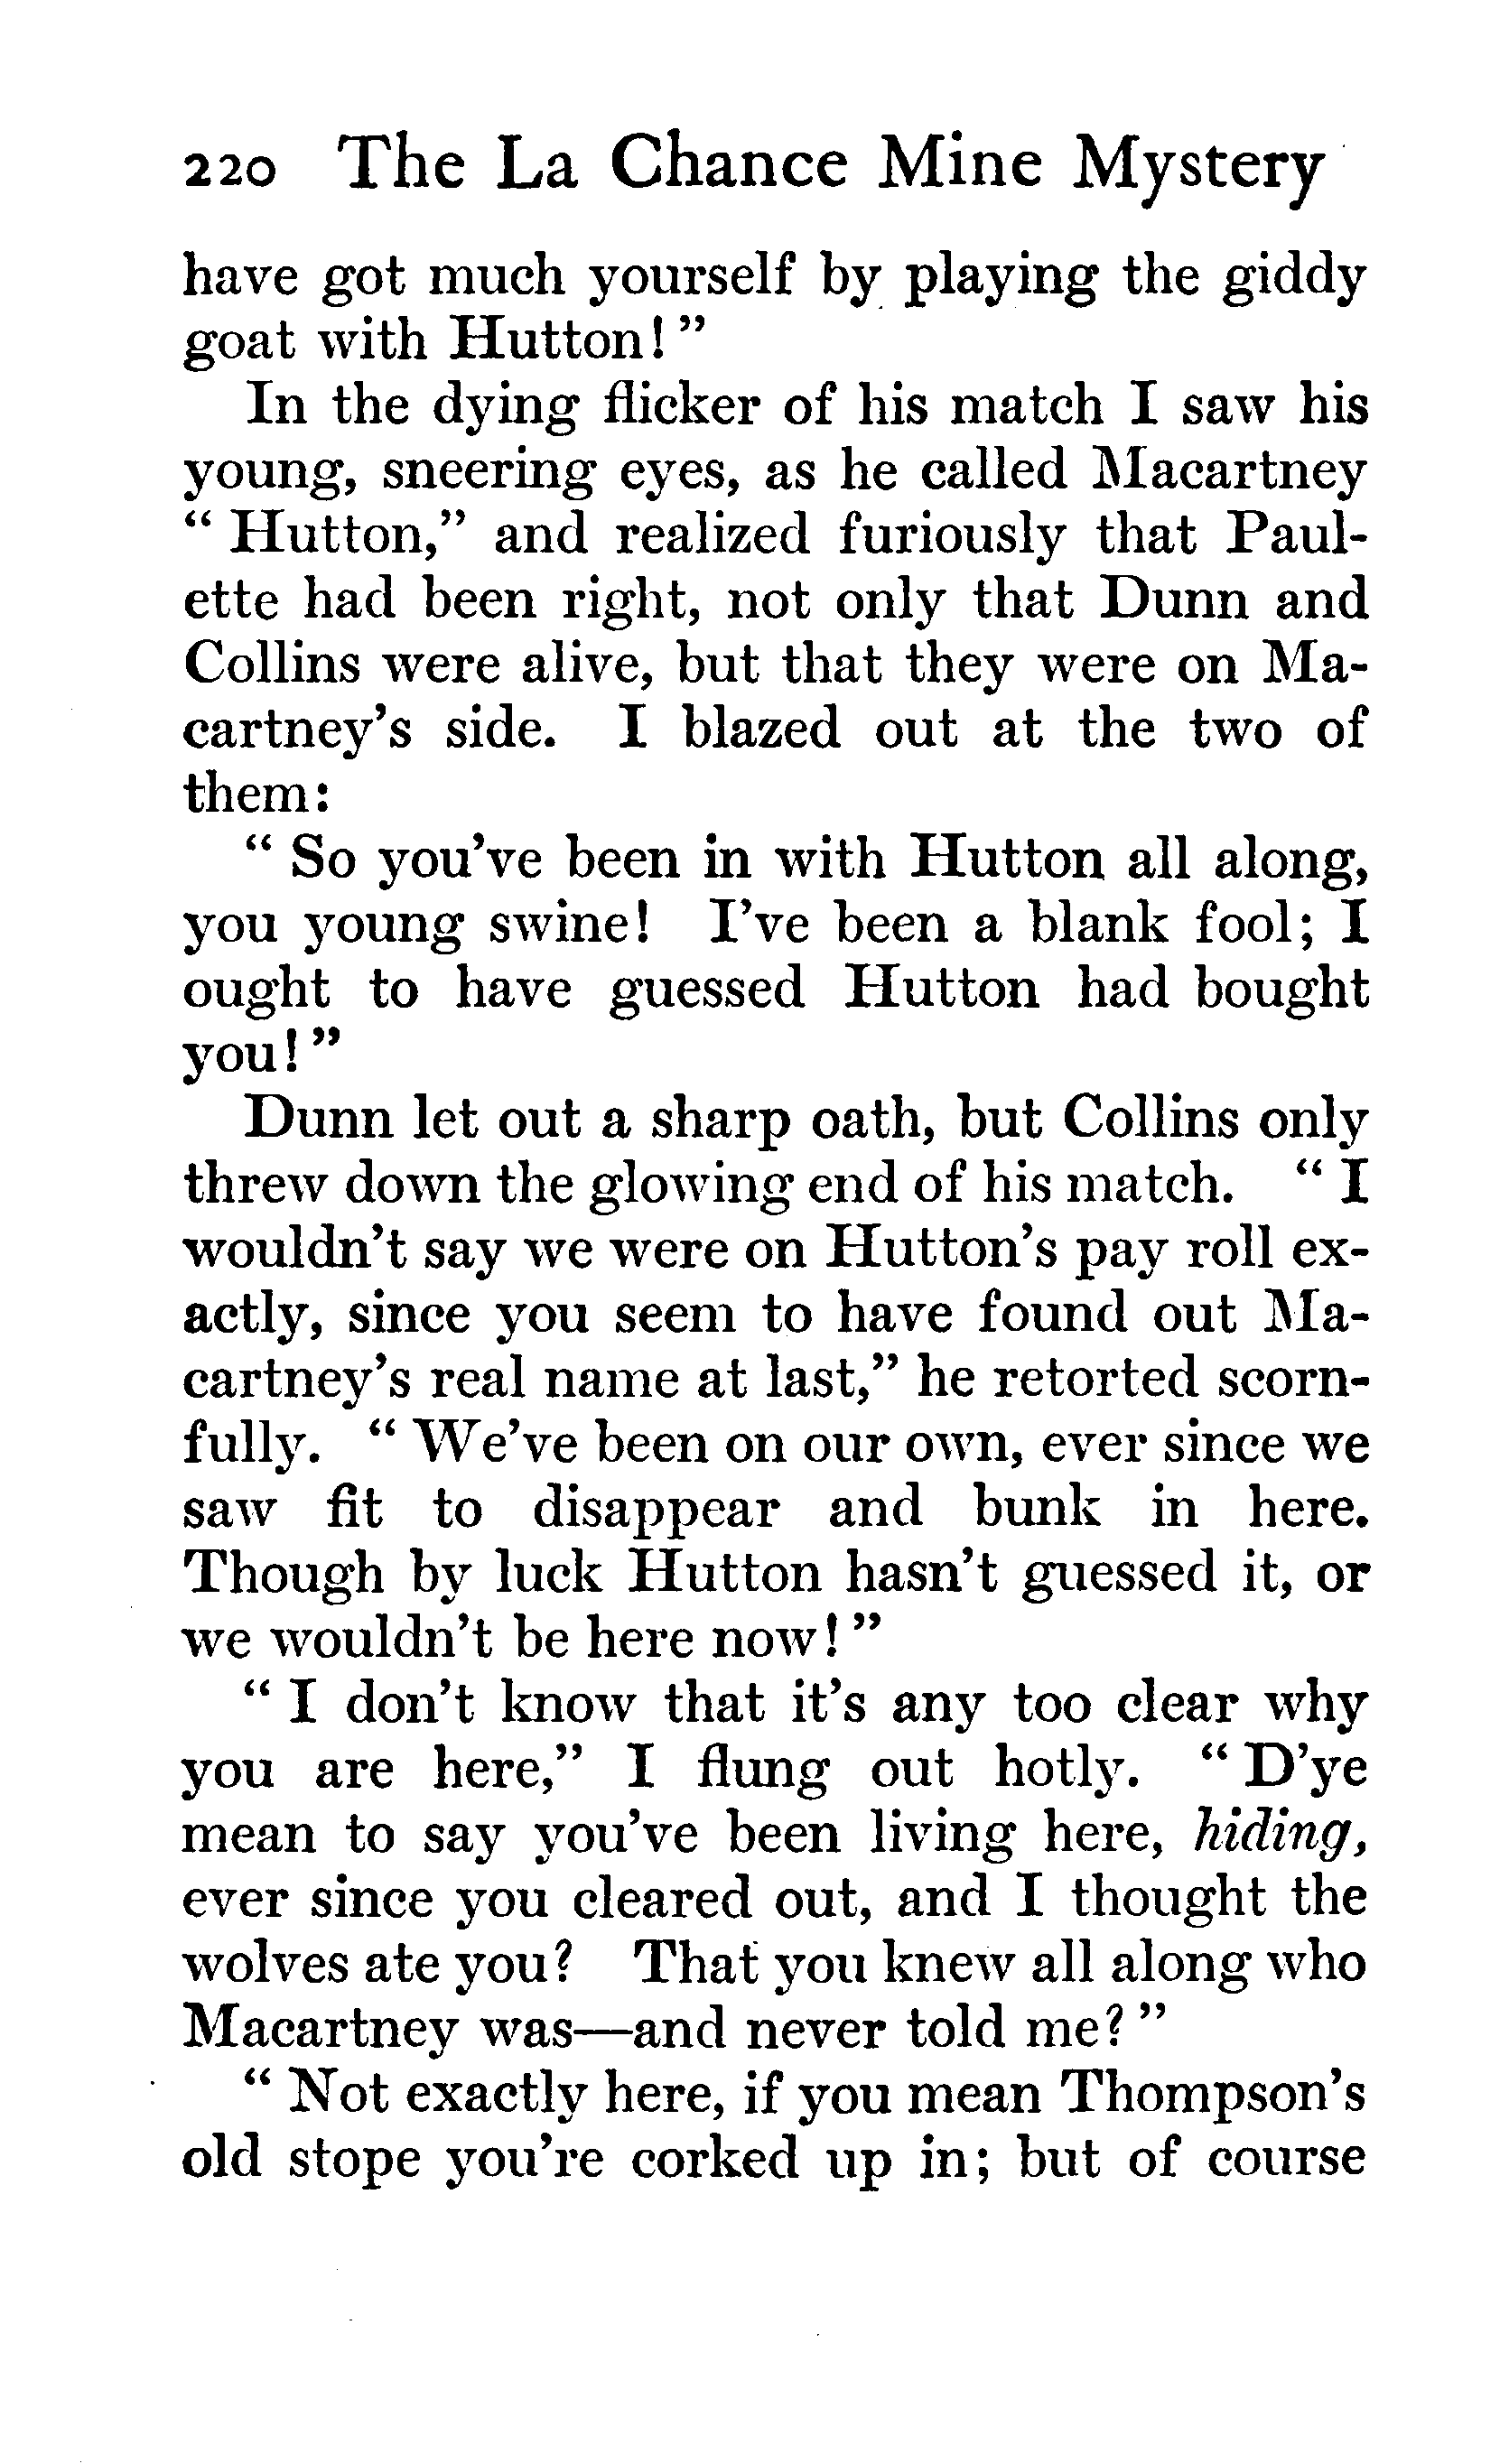 220 The La Chance Mine Mystery
have got much yourself by playing the giddy
goat with Hutton!"
In the dying flicker of his match I saw his
young, sneering eyes, as he called Macartney
"Hutton," and realized furiously that Paul-
ette had been right, not only that Dunn and
Collins were alive, but that they were on Ma-
cartney's side. I blazed out at the two of
them:
"So you've been in with Hutton all along,
you young swine! I've been a blank fool; I
ought to have guessed Hutton had bought
you!"
Dunn let out a sharp oath, but Collins only
threw down the glowing end of his match. "I
wouldn't say we were on Hutton's pay roll ex-
actly, since you seem to have found out Ma-
cartney's real name at last," he retorted scorn-
fully. "We've been on our own, ever since we
saw fit to disappear and bunk in here.
Though by luck Hutton hasn't guessed it, or
we wouldn't be here now!"
"I don't know that it's any too clear why
you are here," I flung out hotly. "D'ye
mean to say you've been living here, hiding,
ever since you cleared out, and I thought the
wolves ate you? That you knew all along who
Macartney was—and never told me?"
"Not exactly here, if you mean Thompson's
old stope you're corked up in; but of course